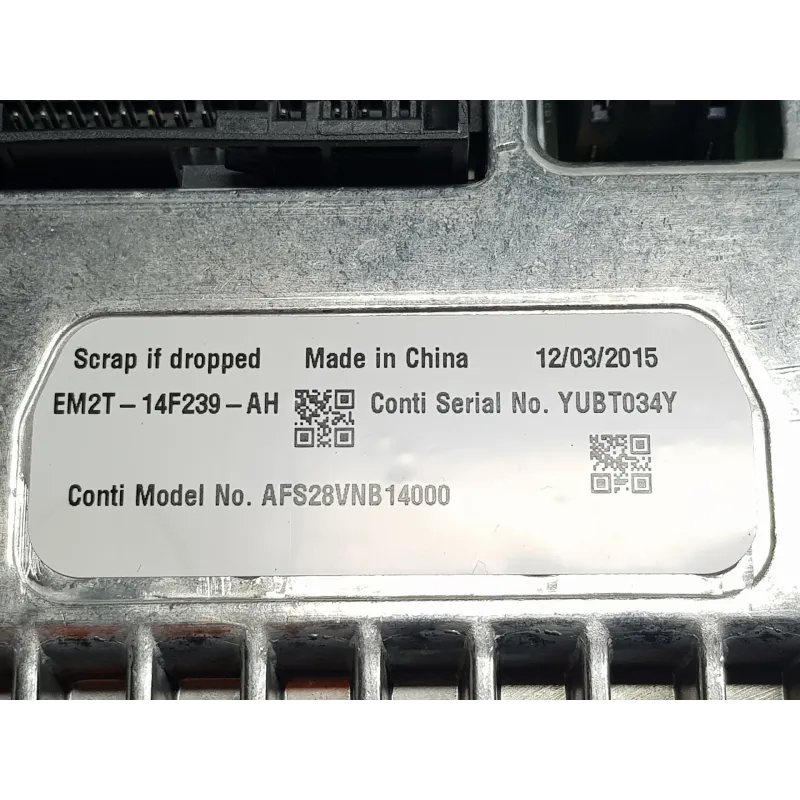 Scrap if dropped Made in China 12/03/2015
EM2T-14F239-AH Conti Serial No. YUBT034Y
Conti Model No. AFS28VNB14000